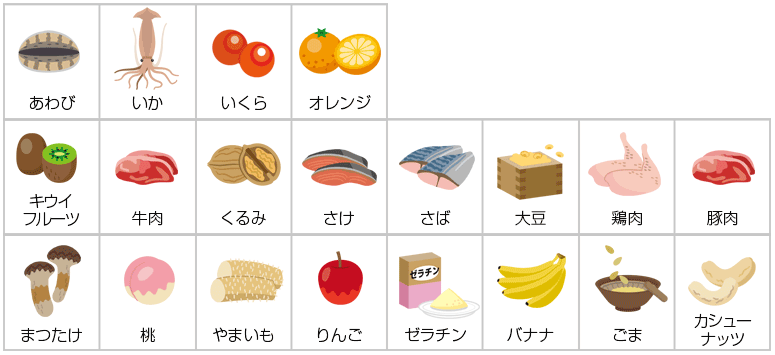 あわび
いか
いくら
オレンジ
キウイ
フルーツ
牛肉
くるみ
さけ
さば
大豆
鶏肉
豚肉
まつたけ
桃
やまいも
りんご
ゼラチン
ゼラチン
バナナ
ごま
カシュー
ナッツ